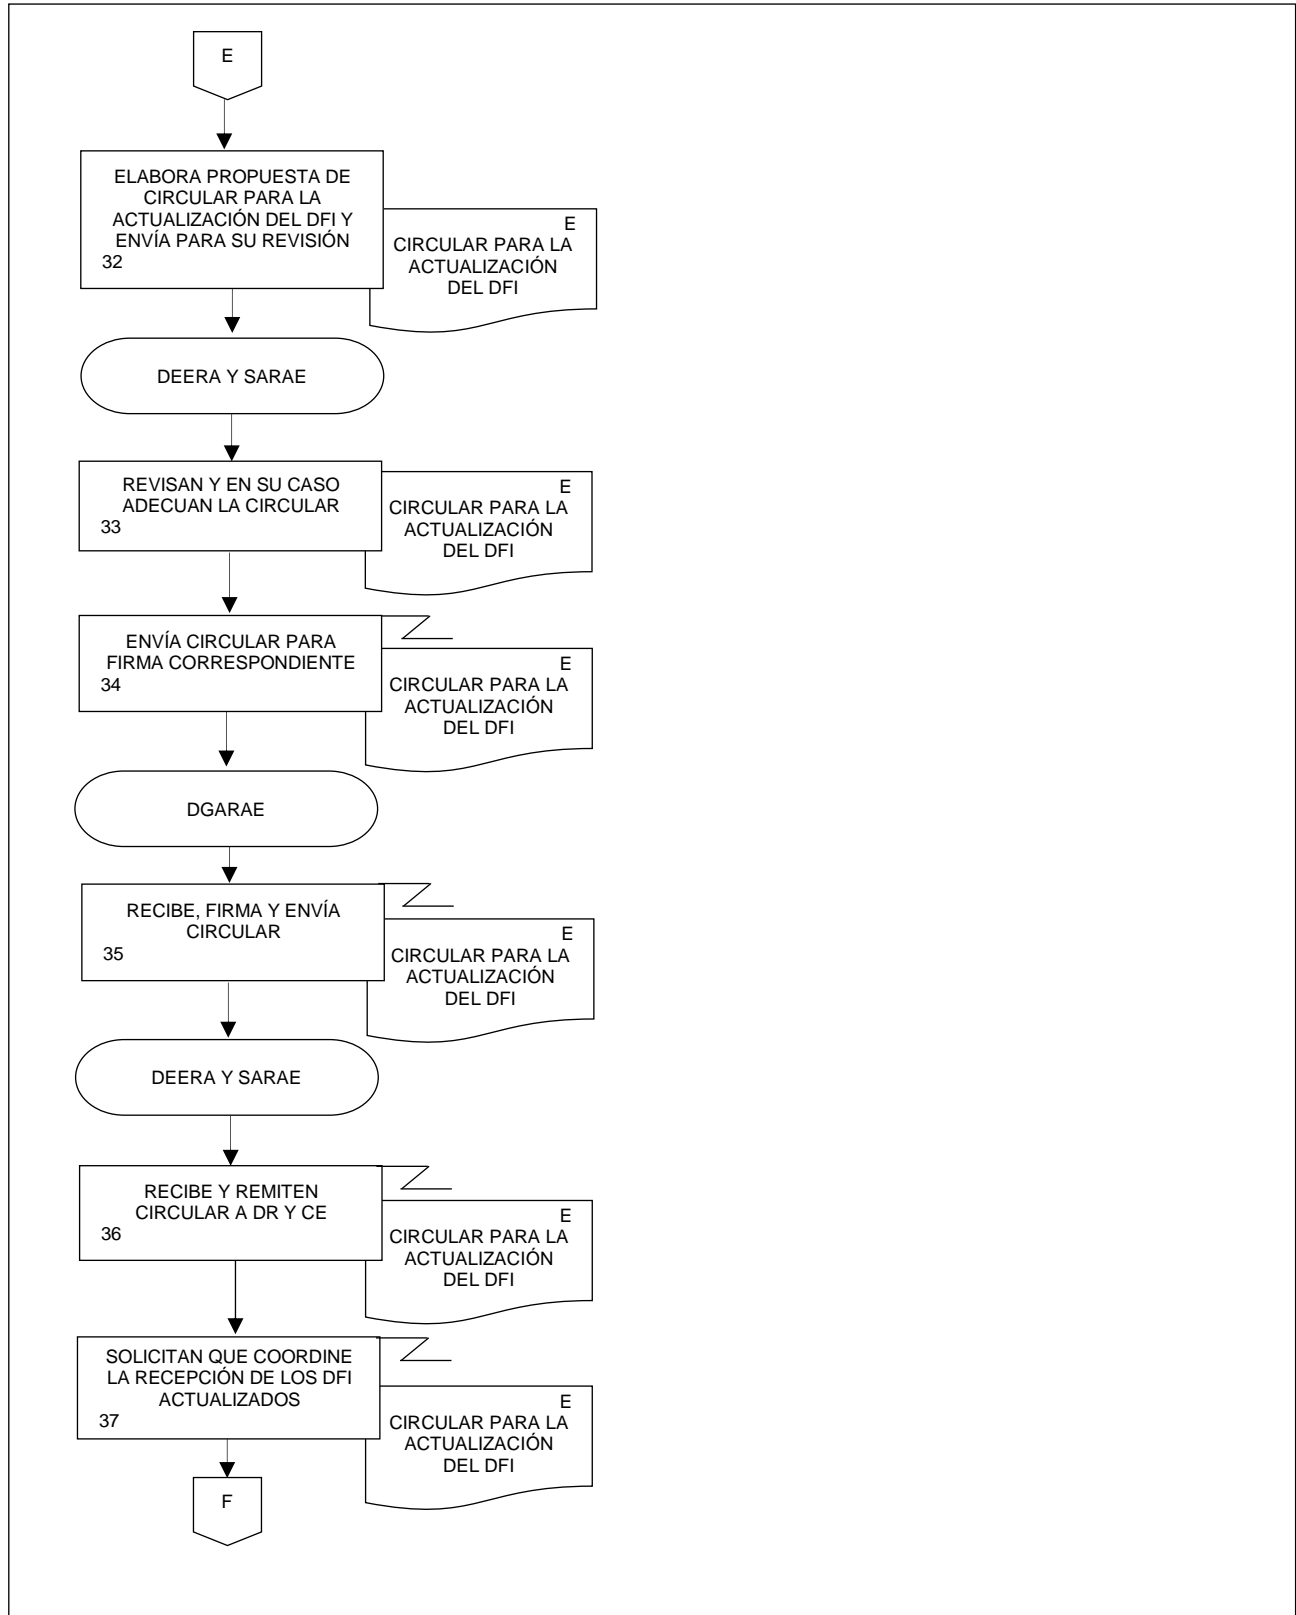 E
ELABORA PROPUESTA DE
CIRCULAR PARA LA
ACTUALIZACIÓN DEL DFI Y
ENVÍA PARA SU REVISIÓN
32
E
CIRCULAR PARA LA
ACTUALIZACIÓN
DEL DFI
DEERA Y SARAE
REVISAN Y EN SU CASO
ADECUAN LA CIRCULAR
33
E
CIRCULAR PARA LA
ACTUALIZACIÓN
DEL DFI
ENVÍA CIRCULAR PARA
FIRMA CORRESPONDIENTE
34
E
CIRCULAR PARA LA
ACTUALIZACIÓN
DEL DFI
DGARAE
RECIBE, FIRMA Y ENVÍA
CIRCULAR
35
E
CIRCULAR PARA LA
ACTUALIZACIÓN
DEL DFI
DEERA Y SARAE
RECIBE Y REMITEN
CIRCULAR A DR Y CE
36
E
CIRCULAR PARA LA
ACTUALIZACIÓN
DEL DFI
SOLICITAN QUE COORDINE
LA RECEPCIÓN DE LOS DFI
ACTUALIZADOS
37
E
CIRCULAR PARA LA
ACTUALIZACIÓN
DEL DFI
F